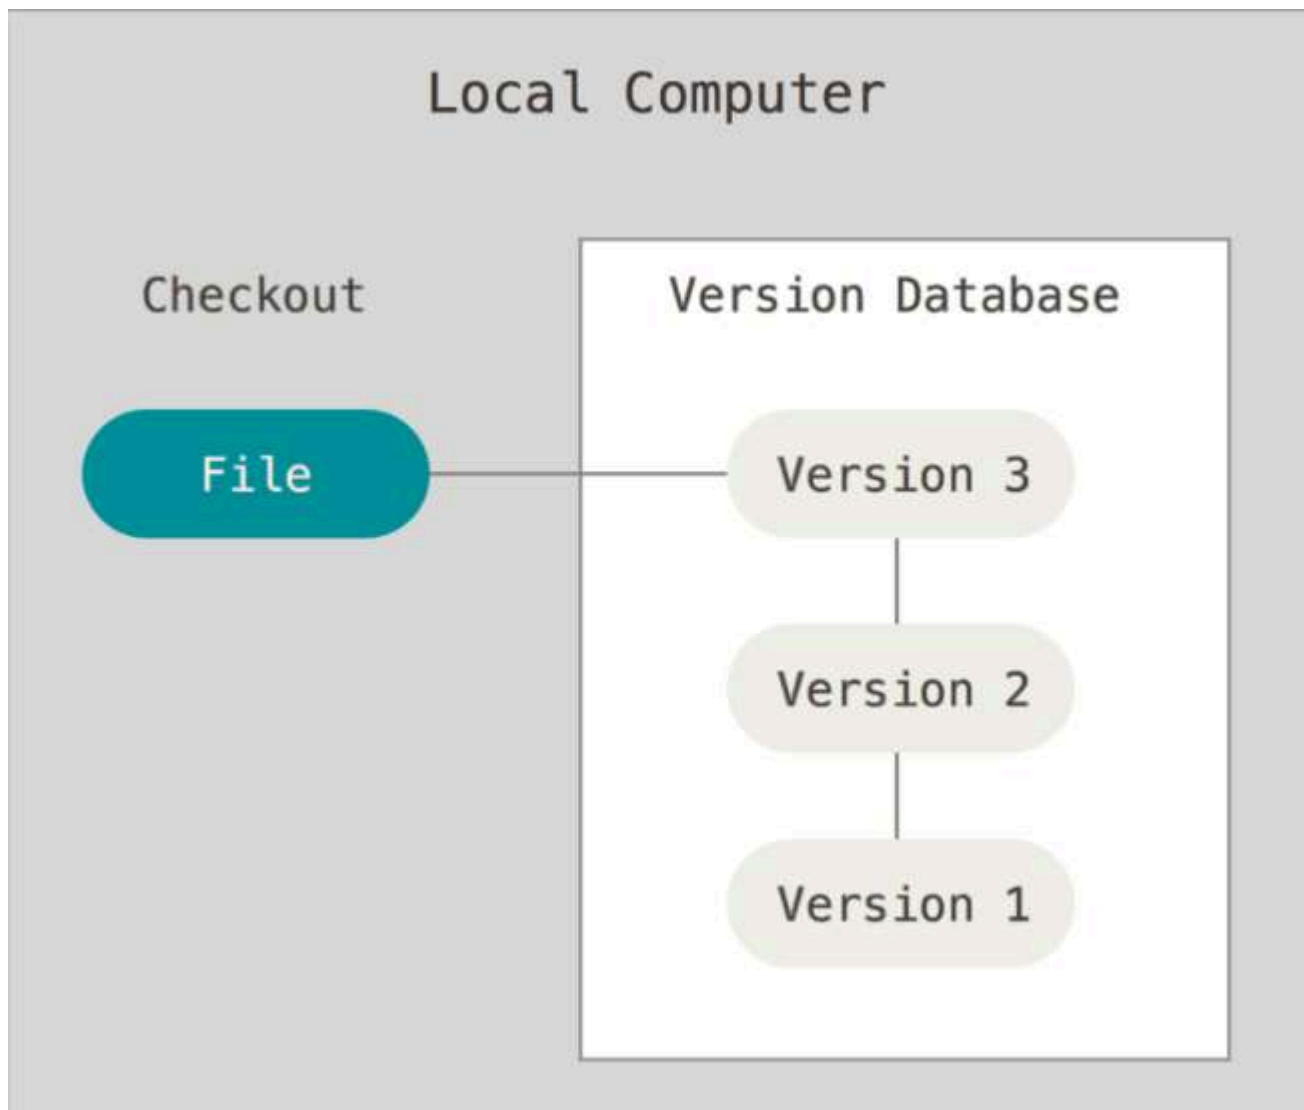 Local Computer
Checkout
Version Database
File
Version 3
Version 2
Version 1